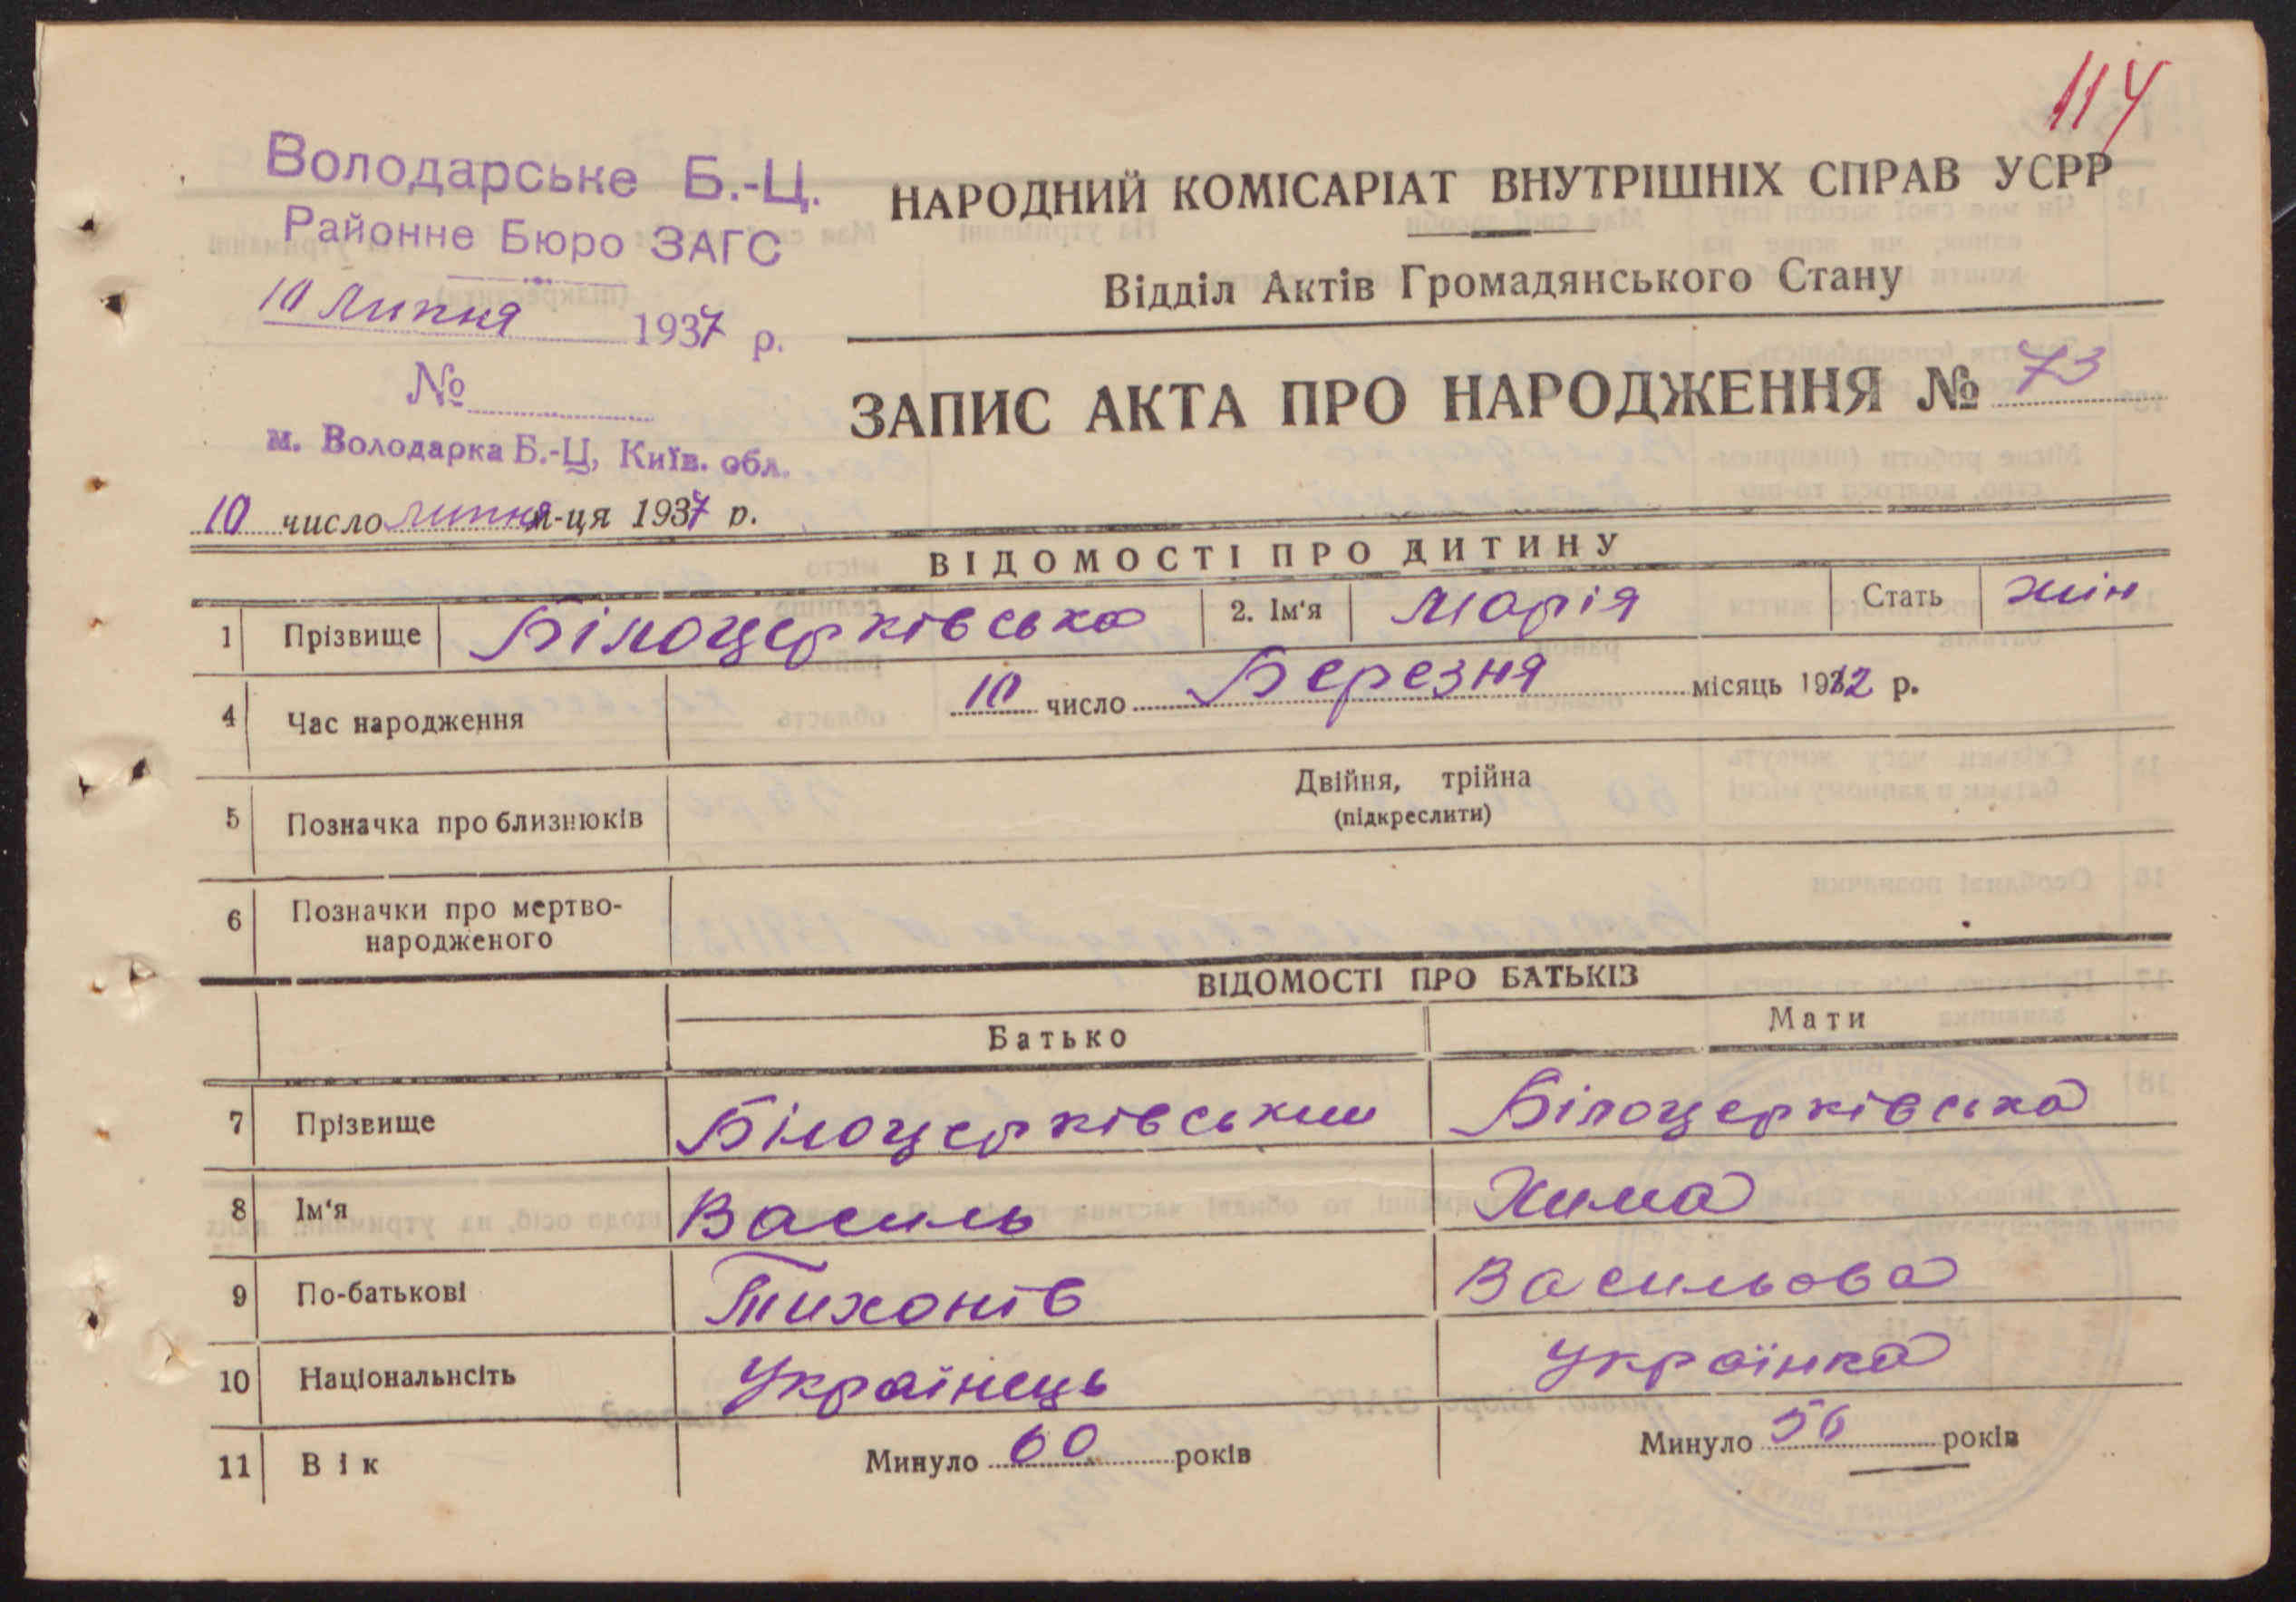 114
Володарське Б.-Ц.
Районне Бюро ЗАГС
10 липня 1937 р.
№
м. Володарка Б.-Ц, Київ. обл.
10 число липня м-ця 1937 р.
НАРОДНИЙ КОМІСАРІАТ ВНУТРІШНІХ СПРАВ УСРР
Відділ Актів Громадянського Стану
ЗАПИС АКТА ПРО НАРОДЖЕННЯ № 73
ВІДОМОСТІ ПРО ДИТИНУ
1 Прізвище Білоцерківська 2. Ім'я Марія Стать жін
4 Час народження 10 число Березня місяць 1912 р.
5 Позначка про близнюків Двійня, трійна
(підкреслити)
6 Позначки про мертво-
народженого
ВІДОМОСТІ ПРО БАТЬКІВ
Батько Мати
7 Прізвище Білоцерківський Білоцерківська
8 Ім'я Василь Хима
9 По-батькові Тихонів Васильова
10 Національнсіть Українець Українка
11 Вік Минуло 60 років Минуло 56 років